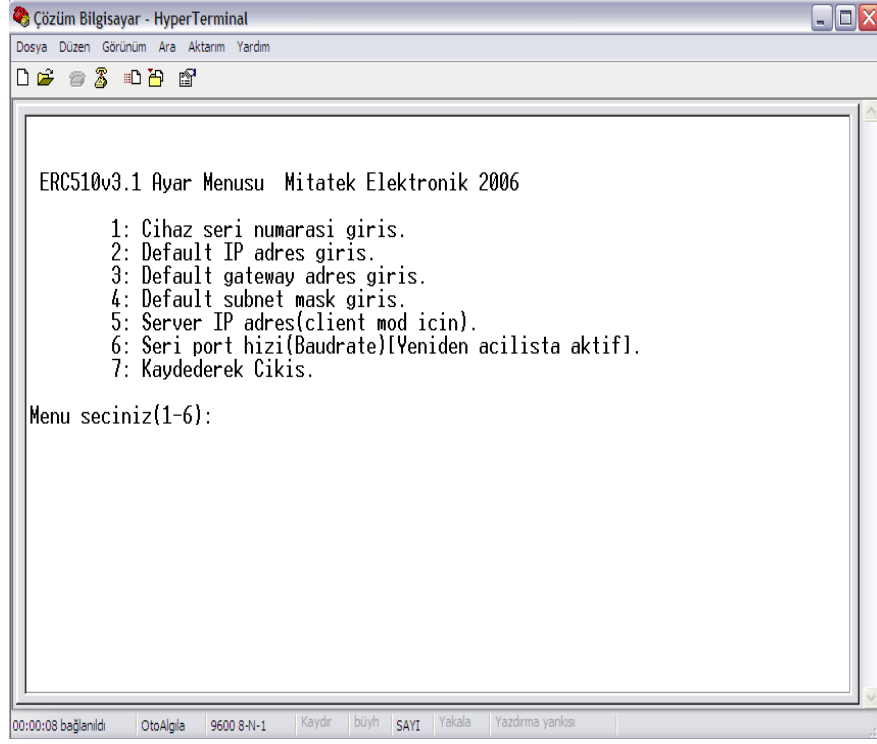 Çözüm Bilgisayar - HyperTerminal
Dosya Düzen Görünüm Ara Aktarım Yardım
ERC510v3.1 Ayar Menusu Mitatek Elektronik 2006
1: Cihaz seri numarasi giris.
2: Default IP adres giris.
3: Default gateway adres giris.
4: Default subnet mask giris.
5: Server IP adres(client mod icin).
6: Seri port hizi(Baudrate)[Yeniden acilista aktif].
7: Kaydederek Cikis.
Menu seciniz(1-6):
00:00:08 bağlanıldı OtoAlgıla 9600 8-N-1 Kaydır büyh SAYI Yakala Yazdırma yankısı